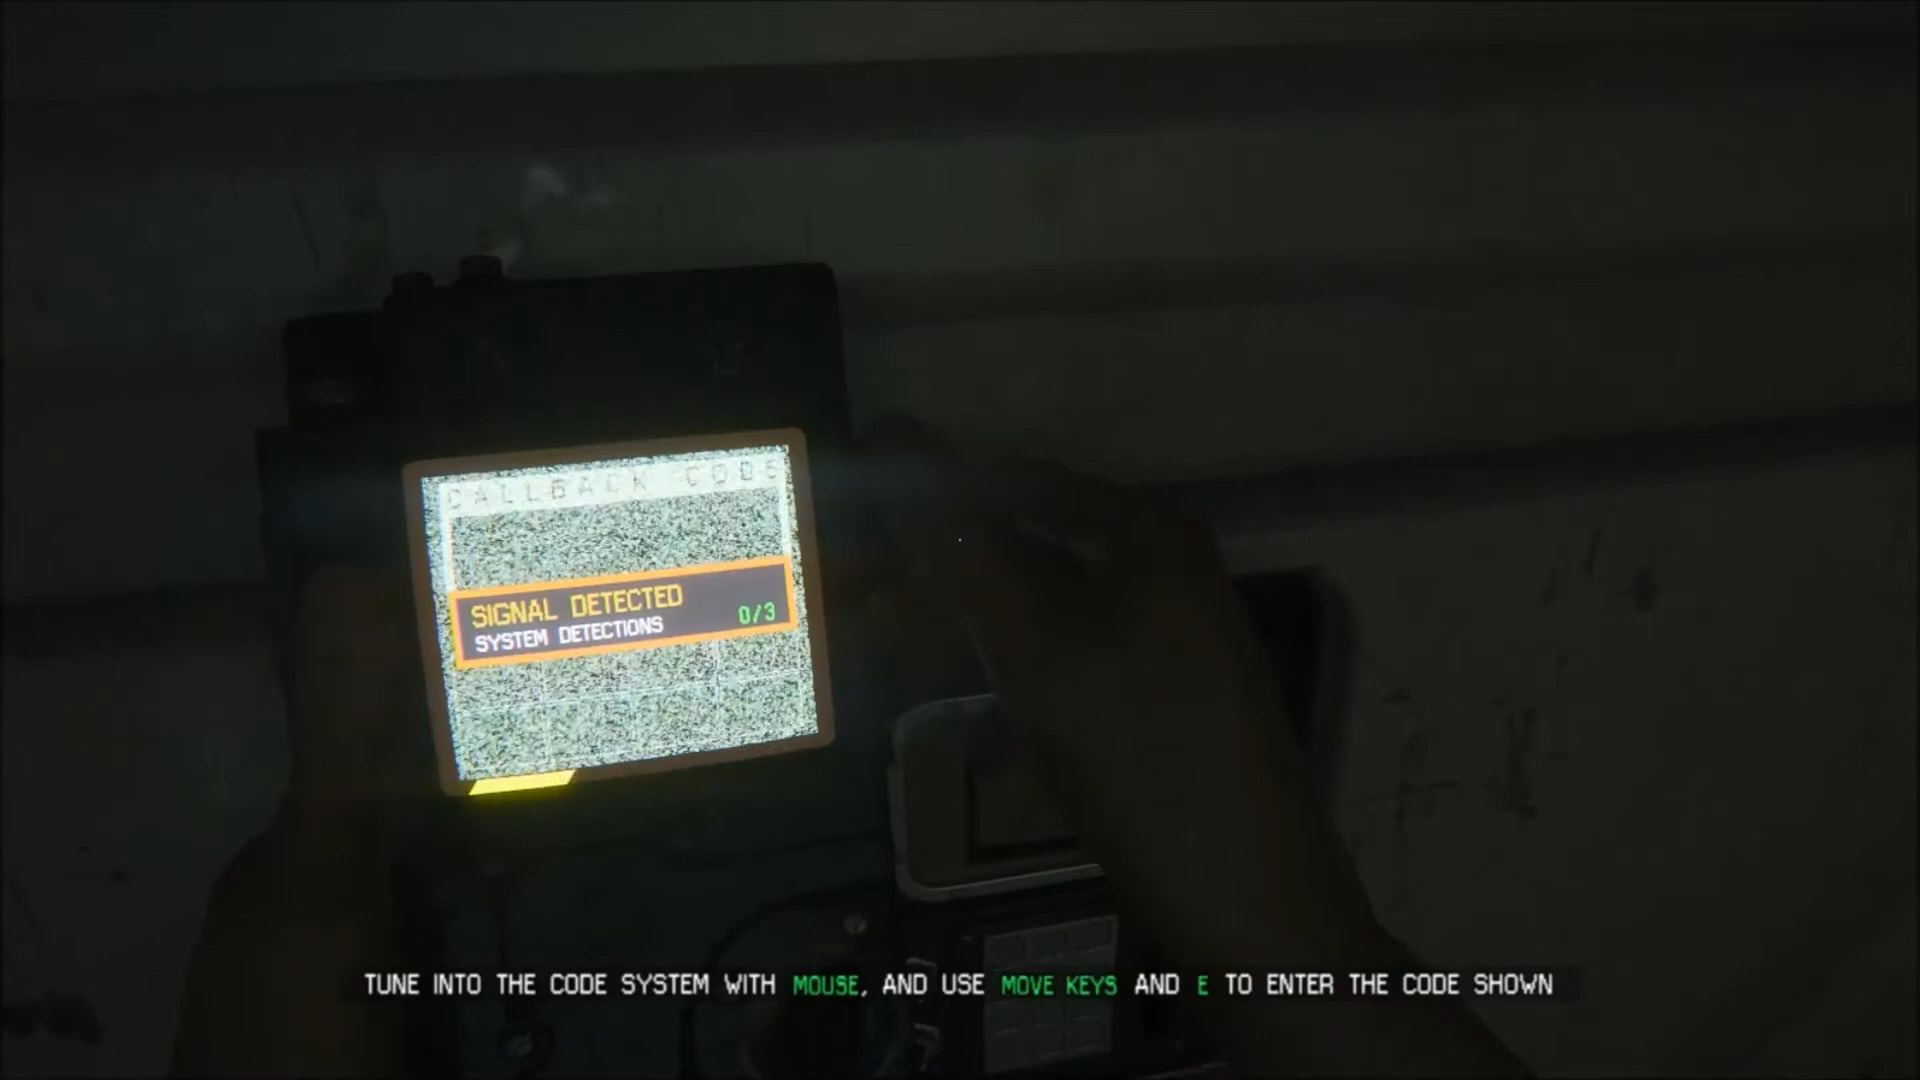 CALLBACK CODE
SIGNAL DETECTED
SYSTEM DETECTIONS 0/3
TUNE INTO THE CODE SYSTEM WITH MOUSE, AND USE MOVE KEYS AND E TO ENTER THE CODE SHOWN